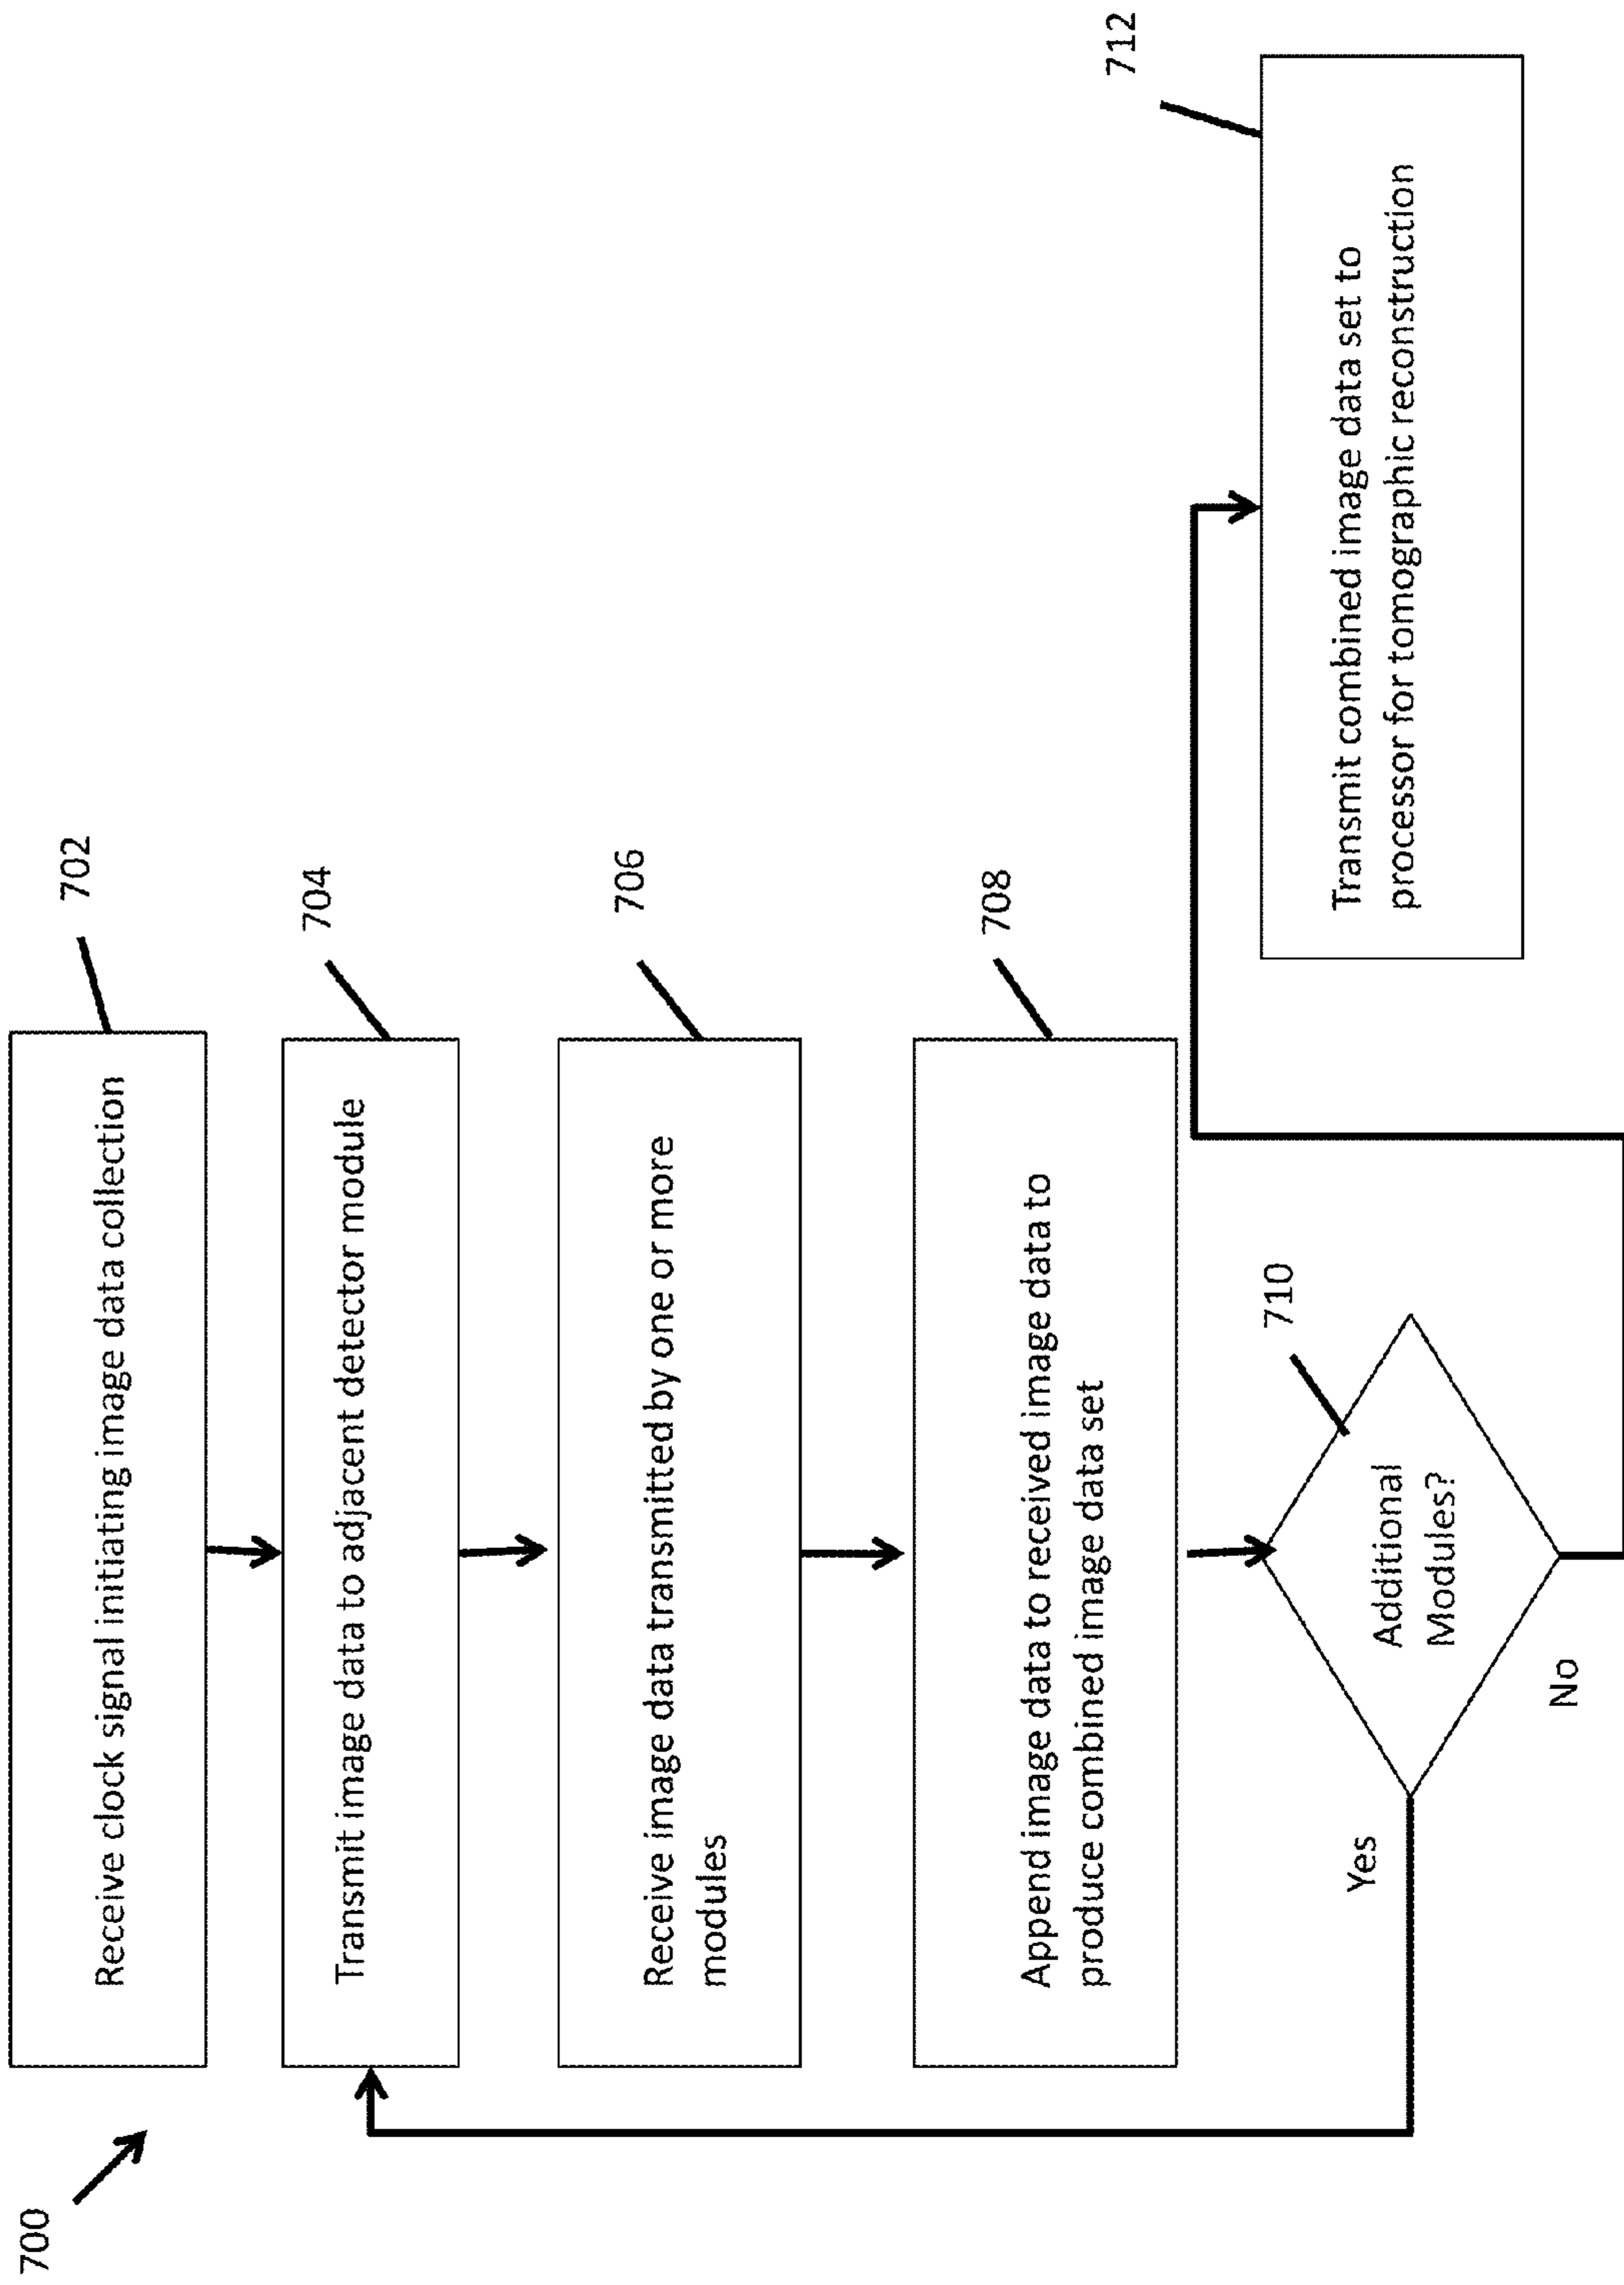 700
702
Receive clock signal initiating image data collection
704
Transmit image data to adjacent detector module
706
Receive image data transmitted by one or more
modules
708
Append image data to received image data to
produce combined image data set
710
Additional
Modules?
Yes
No
712
Transmit combined image data set to
processor for tomographic reconstruction